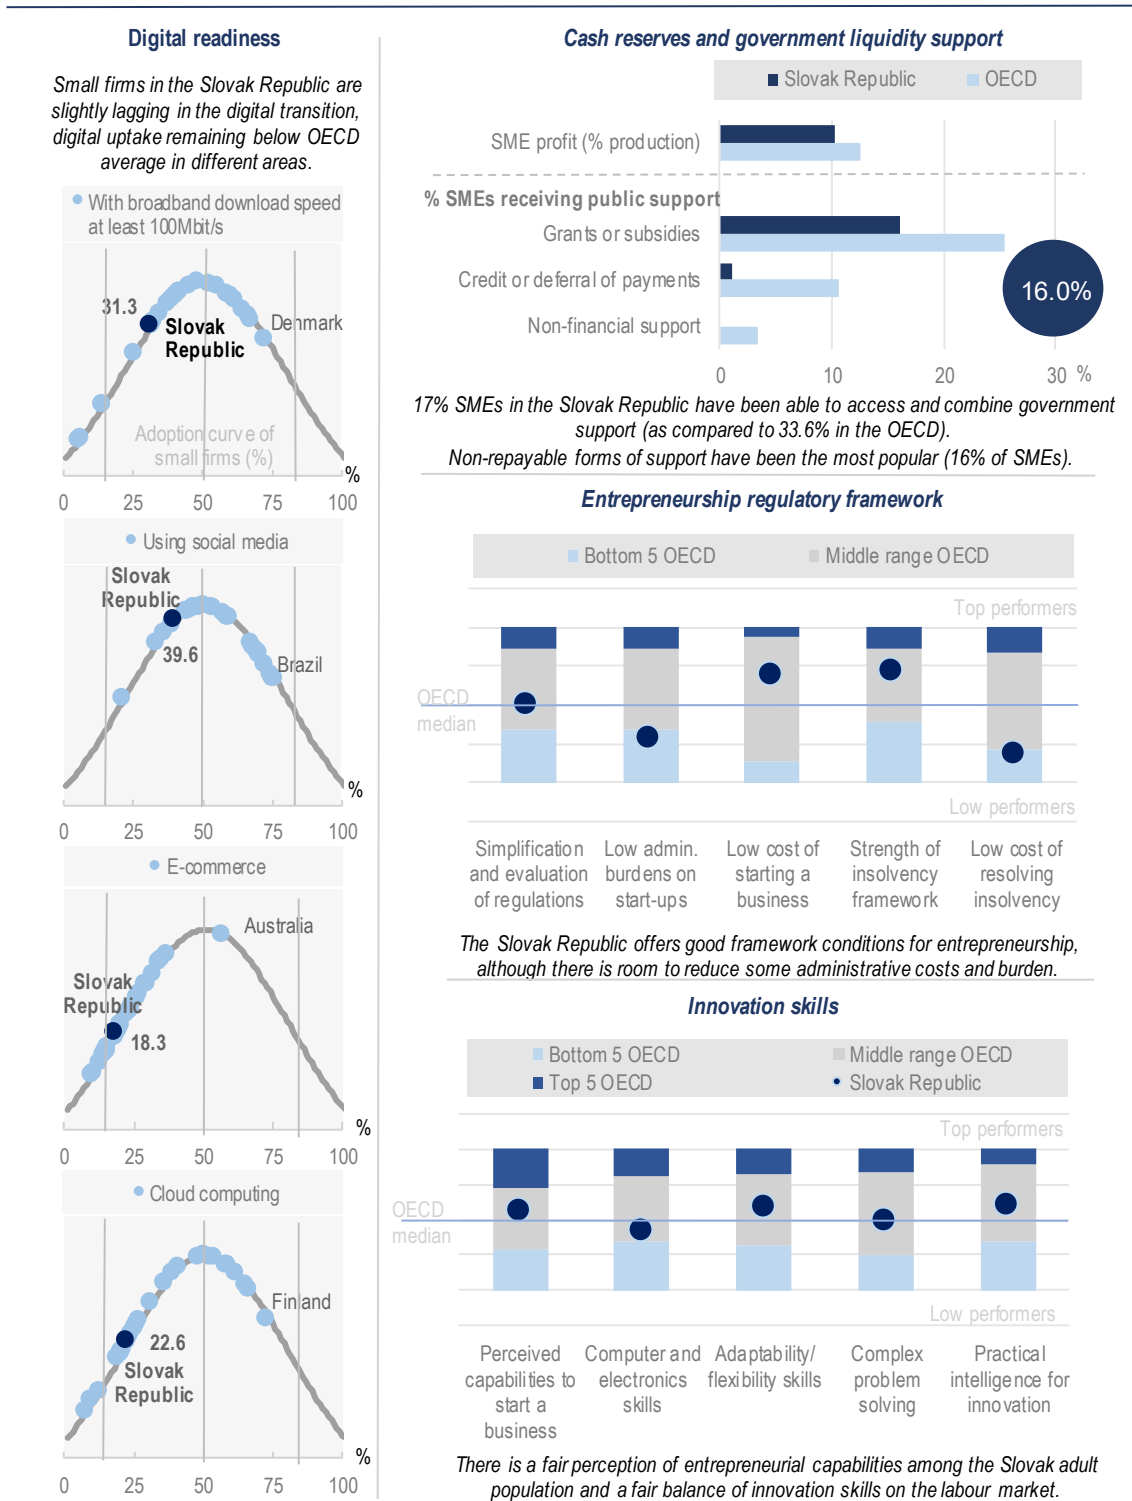 Digital readiness
Small firms in the Slovak Republic are
slightly lagging in the digital transition,
digital uptake remaining below OECD
average in different areas.
With broadband download speed
at least 100Mbit/s
31.3
Slovak
Republic
Denmark
Adoption curve of
small firms (%)
%
0 25 50 75 100
Using social media
Slovak
Republic
39.6
Brazil
%
0 25 50 75 100
E-commerce
Australia
Slovak
Republic
18.3
%
0 25 50 75 100
Cloud computing
Finland
22.6
Slovak
Republic
%
0 25 50 75 100
Cash reserves and government liquidity support
Slovak Republic OECD
SME profit (% production)
% SMEs receiving public support
Grants or subsidies
Credit or deferral of payments
16.0%
Non-financial support
0 10 20 30 %
17% SMEs in the Slovak Republic have been able to access and combine government
support (as compared to 33.6% in the OECD).
Non-repayable forms of support have been the most popular (16% of SMEs).
Entrepreneurship regulatory framework
Bottom 5 OECD Middle range OECD
Top performers
OECD
median
Low performers
Simplification
and evaluation
of regulations
Low admin.
burdens on
start-ups
Low cost of
starting a
business
Strength of
insolvency
framework
Low cost of
resolving
insolvency
The Slovak Republic offers good framework conditions for entrepreneurship,
although there is room to reduce some administrative costs and burden.
Innovation skills
Bottom 5 OECD Middle range OECD
Top 5 OECD Slovak Republic
Top performers
OECD
median
Low performers
Perceived
capabilities to
start a
business
Computer and
electronics
skills
Adaptability/
flexibility skills
Complex
problem
solving
Practical
intelligence for
innovation
There is a fair perception of entrepreneurial capabilities among the Slovak adult
population and a fair balance of innovation skills on the labour market.